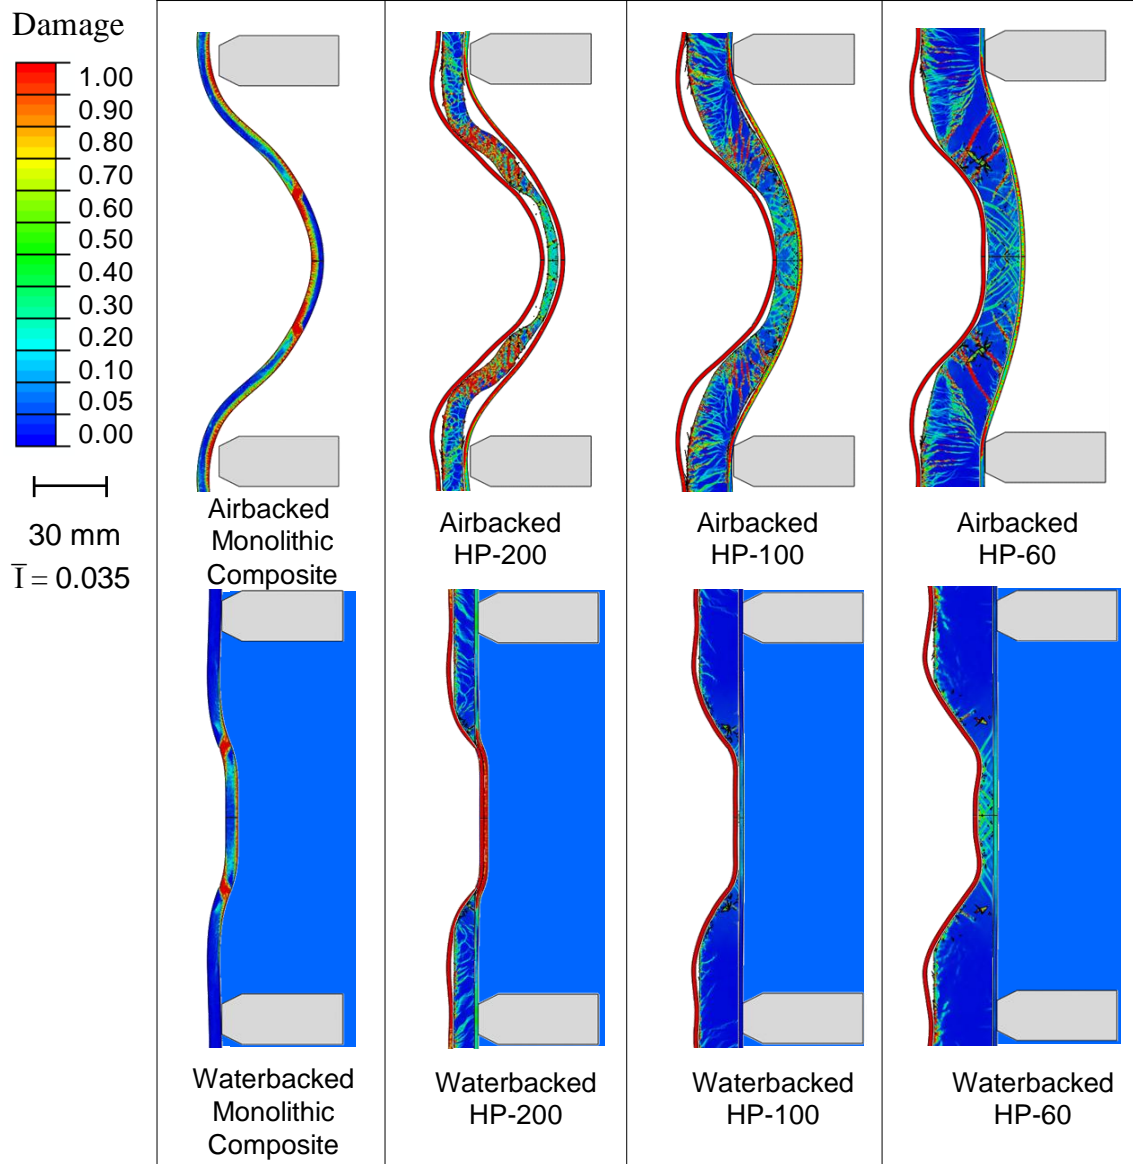 Damage
1.00
0.90
0.80
0.70
0.60
0.50
0.40
0.30
0.20
0.10
0.05
0.00
30 mm
I̅ = 0.035
Airbacked
Monolithic
Composite
Airbacked
HP-200
Airbacked
HP-100
Airbacked
HP-60
Waterbacked
Monolithic
Composite
Waterbacked
HP-200
Waterbacked
HP-100
Waterbacked
HP-60